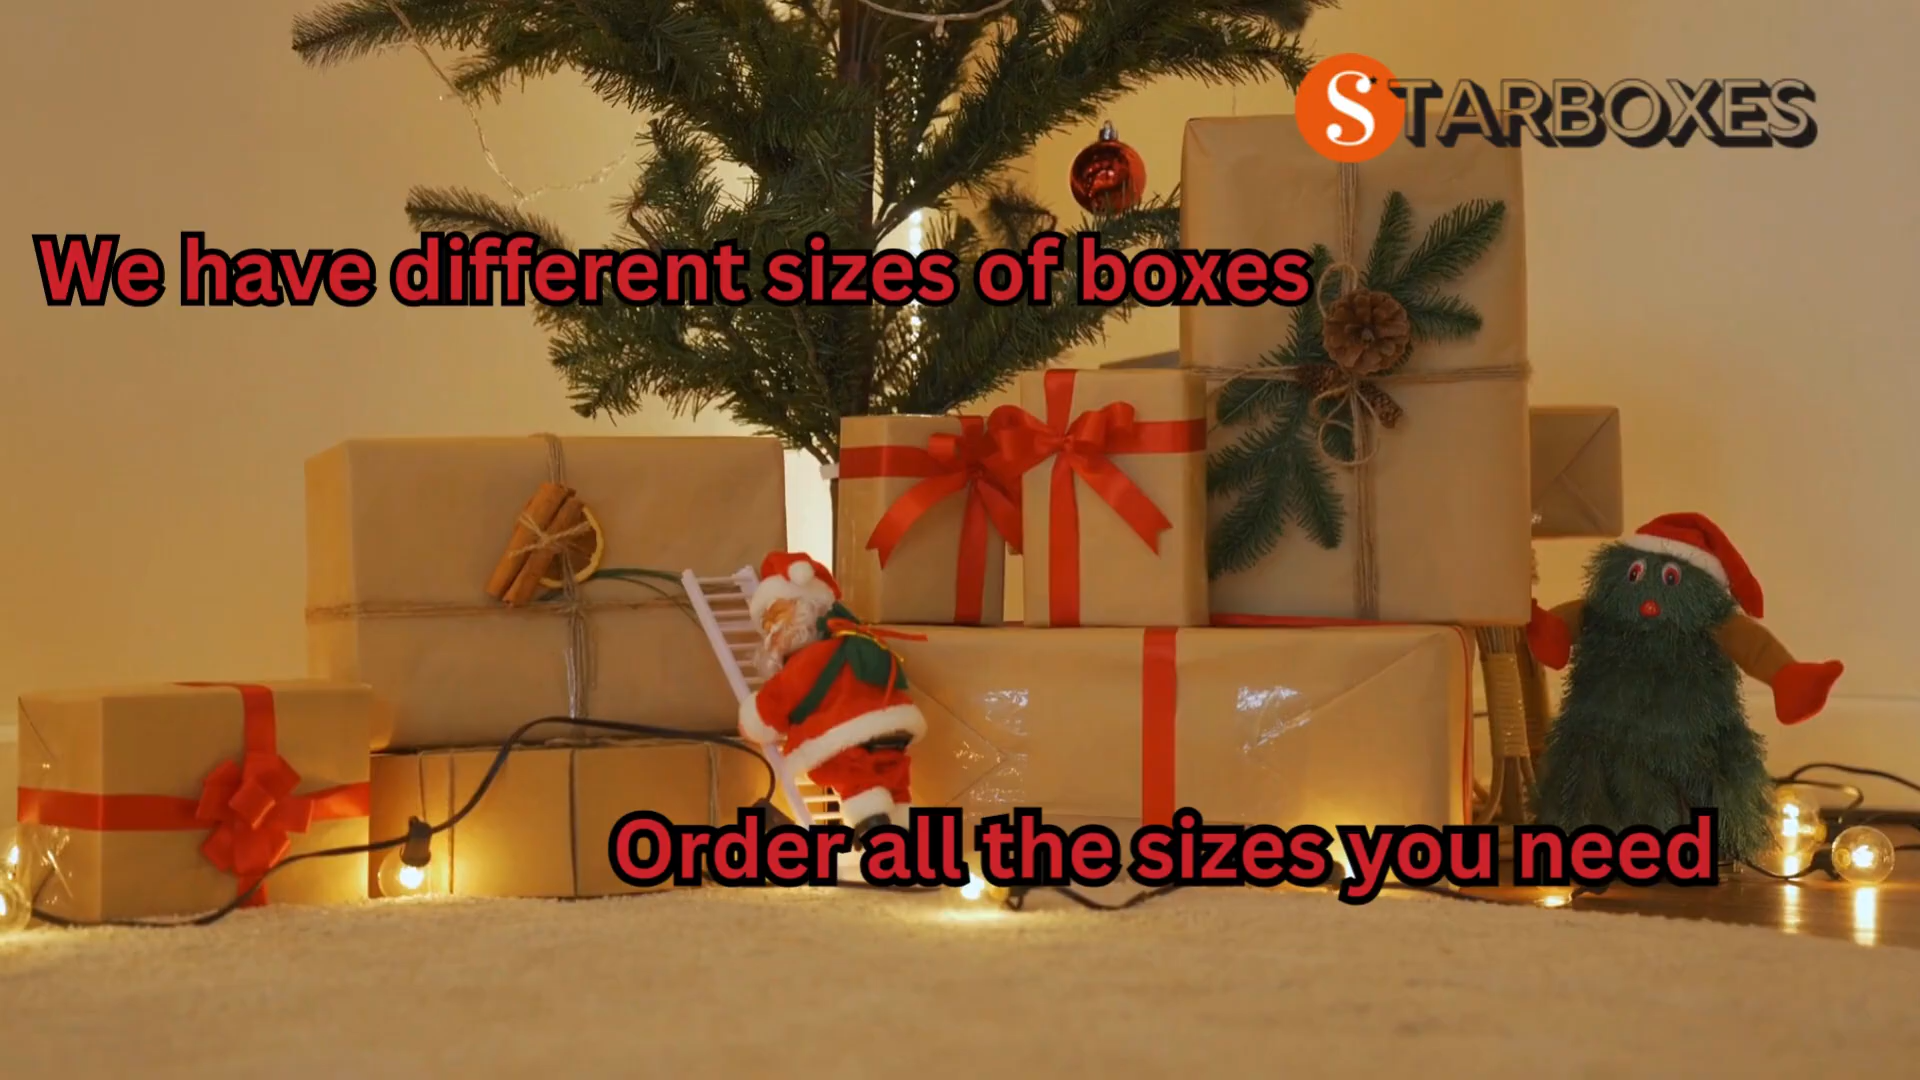 STARBOXES
We have different sizes of boxes
Order all the sizes you need